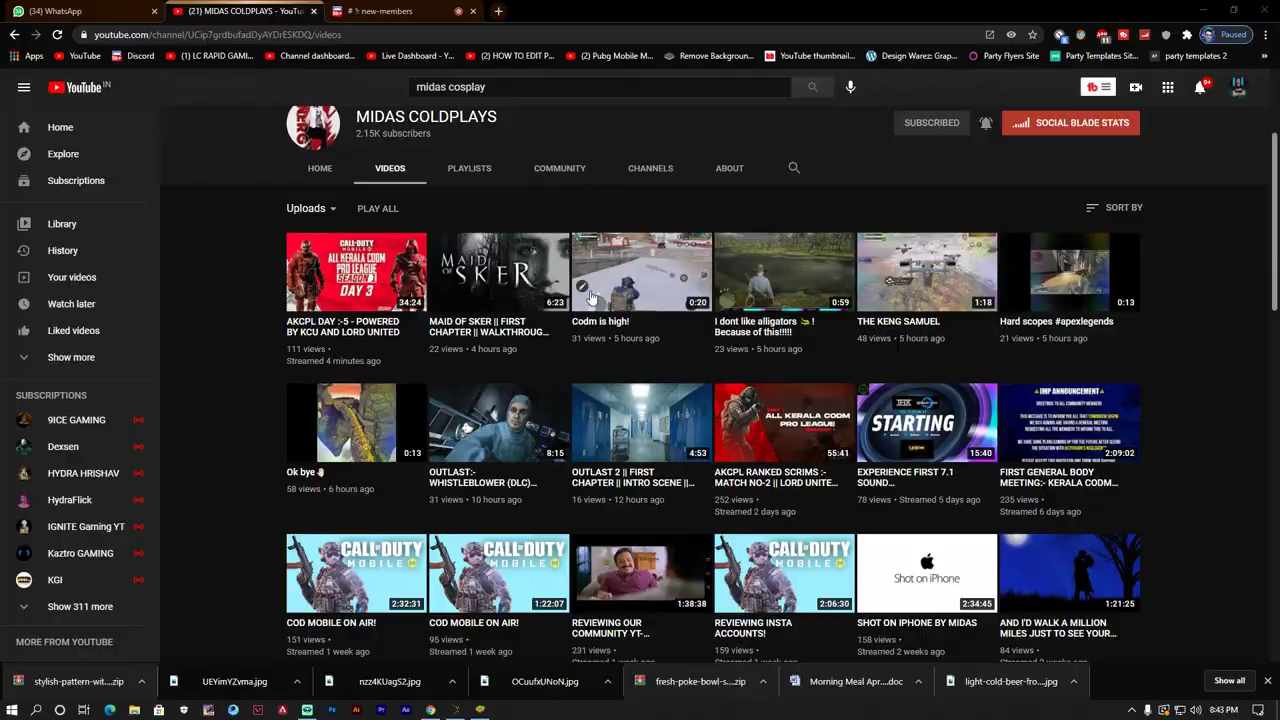 (34) WhatsApp
(21) MIDAS COLDPLAYS - YouTu
# new-members
youtube.com/channel/UCip7grdbufadDyAYDrESKDQ/videos
Paused
Apps
YouTube
Discord
(1) LC RAPID GAMI...
Channel dashboard...
Live Dashboard - Y...
(2) HOW TO EDIT P...
(2) Pubg Mobile M...
Remove Backgroun...
YouTube thumbnail...
Design Warez: Grap...
Party Flyers Site
Party Templates Sit...
party templates 2
YouTube IN
midas cosplay
9+
MIDAS COLDPLAYS
2.15K subscribers
SUBSCRIBED
SOCIAL BLADE STATS
HOME
VIDEOS
PLAYLISTS
COMMUNITY
CHANNELS
ABOUT
Uploads
PLAY ALL
SORT BY
Home
Explore
Subscriptions
Library
History
Your videos
Watch later
Liked videos
Show more
SUBSCRIPTIONS
9ICE GAMING
Dexsen
HYDRA HRISHAV
HydraFlick
IGNITE Gaming YT
Kaztro GAMING
KGI
Show 311 more
MORE FROM YOUTUBE
CALL·DUTY
MOBILE
ALL KERALA CODM
PRO LEAGUE
DAY 3
34:24
AKCPL DAY :-5 - POWERED
BY KCU AND LORD UNITED
111 views •
Streamed 4 minutes ago
MAID
OF SKER
6:23
MAID OF SKER || FIRST
CHAPTER || WALKTHROUG...
22 views • 4 hours ago
0:20
Codm is high!
31 views • 5 hours ago
0:59
I dont like alligators 🐊 !
Because of this!!!!!
23 views • 5 hours ago
1:18
THE KENG SAMUEL
48 views • 5 hours ago
0:13
Hard scopes #apexlegends
21 views • 5 hours ago
0:13
Ok bye
58 views • 6 hours ago
8:15
OUTLAST:-
WHISTLEBLOWER (DLC)...
31 views • 10 hours ago
4:53
OUTLAST 2 || FIRST
CHAPTER || INTRO SCENE ||...
16 views • 12 hours ago
ALL KERALA CODM
PRO LEAGUE
55:41
AKCPL RANKED SCRIMS :-
MATCH NO-2 || LORD UNITE...
252 views •
Streamed 2 days ago
THX
STARTING
15:40
EXPERIENCE FIRST 7.1
SOUND...
78 views • Streamed 5 days ago
IMP ANNOUNCEMENT
2:09:02
FIRST GENERAL BODY
MEETING:- KERALA CODM...
235 views •
Streamed 6 days ago
CALL·DUTY
MOBILE
2:32:31
COD MOBILE ON AIR!
151 views •
Streamed 1 week ago
CALL·DUTY
MOBILE
1:22:07
COD MOBILE ON AIR!
95 views •
Streamed 1 week ago
1:38:38
REVIEWING OUR
COMMUNITY YT-...
231 views •
CALL·DUTY
MOBILE
2:06:30
REVIEWING INSTA
ACCOUNTS!
159 views •
Shot on iPhone
2:34:45
SHOT ON IPHONE BY MIDAS
158 views •
Streamed 2 weeks ago
1:21:25
AND I'D WALK A MILLION
MILES JUST TO SEE YOUR...
84 views •
stylish-pattern-wit....zip
UEYimYZvma.jpg
nzz4KUagS2.jpg
OCuufxUNoN.jpg
fresh-poke-bowl-s....zip
Morning Meal Apr....doc
light-cold-beer-fro....jpg
Show all
8:43 PM